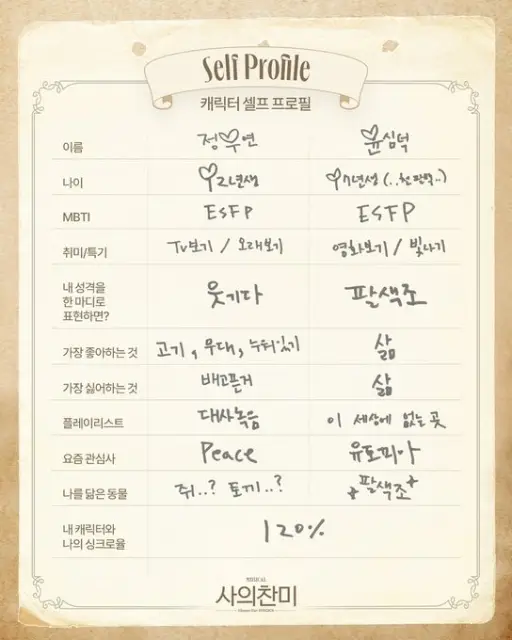 Self Profile
캐릭터 셀프 프로필
이름 정♡우연 ♡윤심덕
나이 2년생 7년생
MBTI ESFP ESFP
취미/특기 TV보기 / 오래보기 영화보기 / 빛나기
내 성격을
한 마디로
표현하면? 웃기다 팔색조
가장 좋아하는 것 고기, 무대, 누워있기 삶
가장 싫어하는 것 배고픈거 삶
플레이리스트 대사녹음 이 세상에 없는 곳
요즘 관심사 Peace 유토피아
나를 닮은 동물 쥐..? 토끼..? 팔색조
내 캐릭터와
나의 싱크로율 120%
MUSICAL
사의찬미